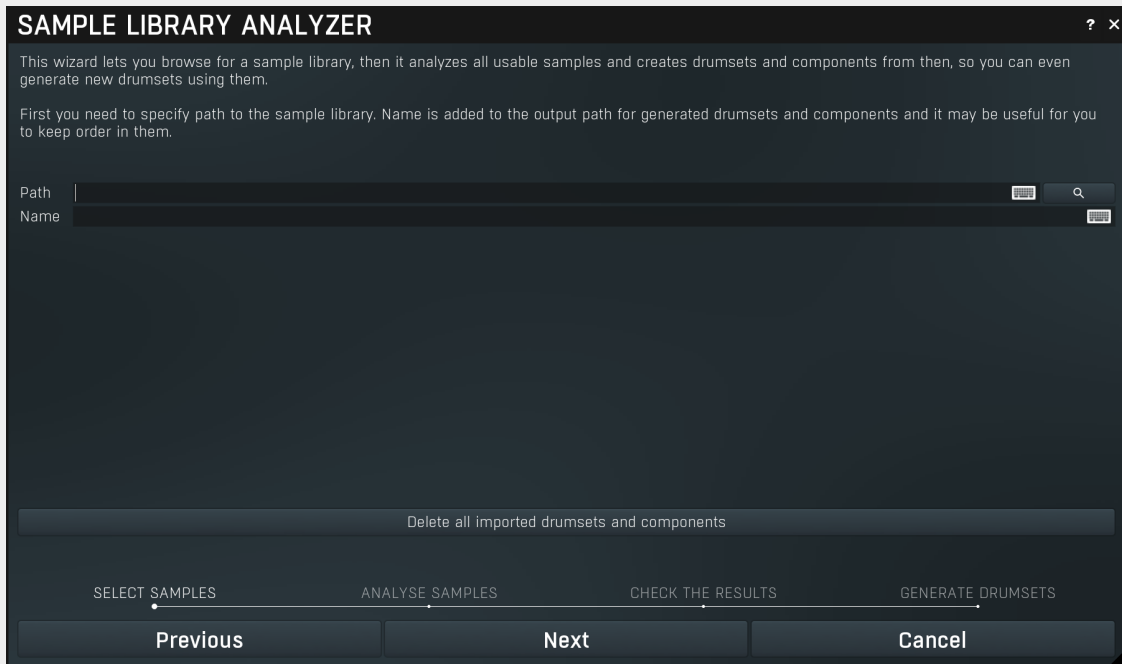 SAMPLE LIBRARY ANALYZER
? ×
This wizard lets you browse for a sample library, then it analyzes all usable samples and creates drumsets and components from then, so you can even
generate new drumsets using them.
First you need to specify path to the sample library. Name is added to the output path for generated drumsets and components and it may be useful for you
to keep order in them.
Path
Name
Delete all imported drumsets and components
SELECT SAMPLES ANALYSE SAMPLES CHECK THE RESULTS GENERATE DRUMSETS
Previous Next Cancel